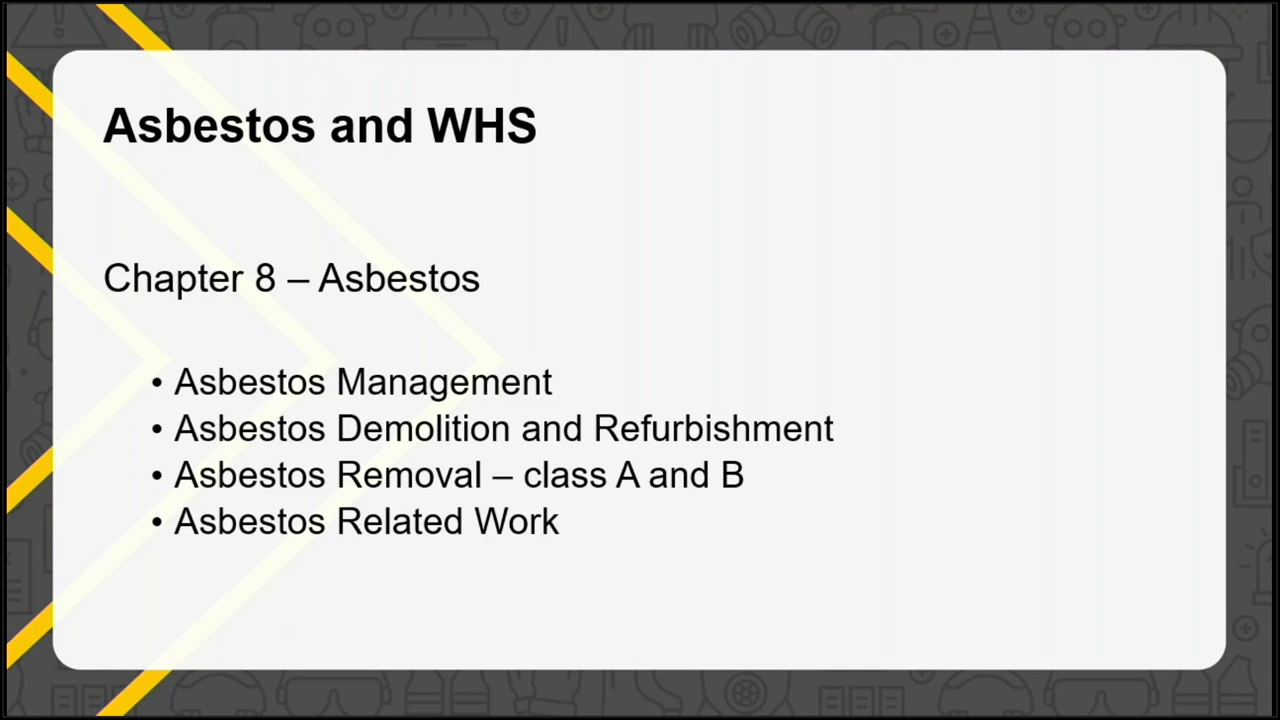 Asbestos and WHS
Chapter 8 – Asbestos
• Asbestos Management
• Asbestos Demolition and Refurbishment
• Asbestos Removal – class A and B
• Asbestos Related Work